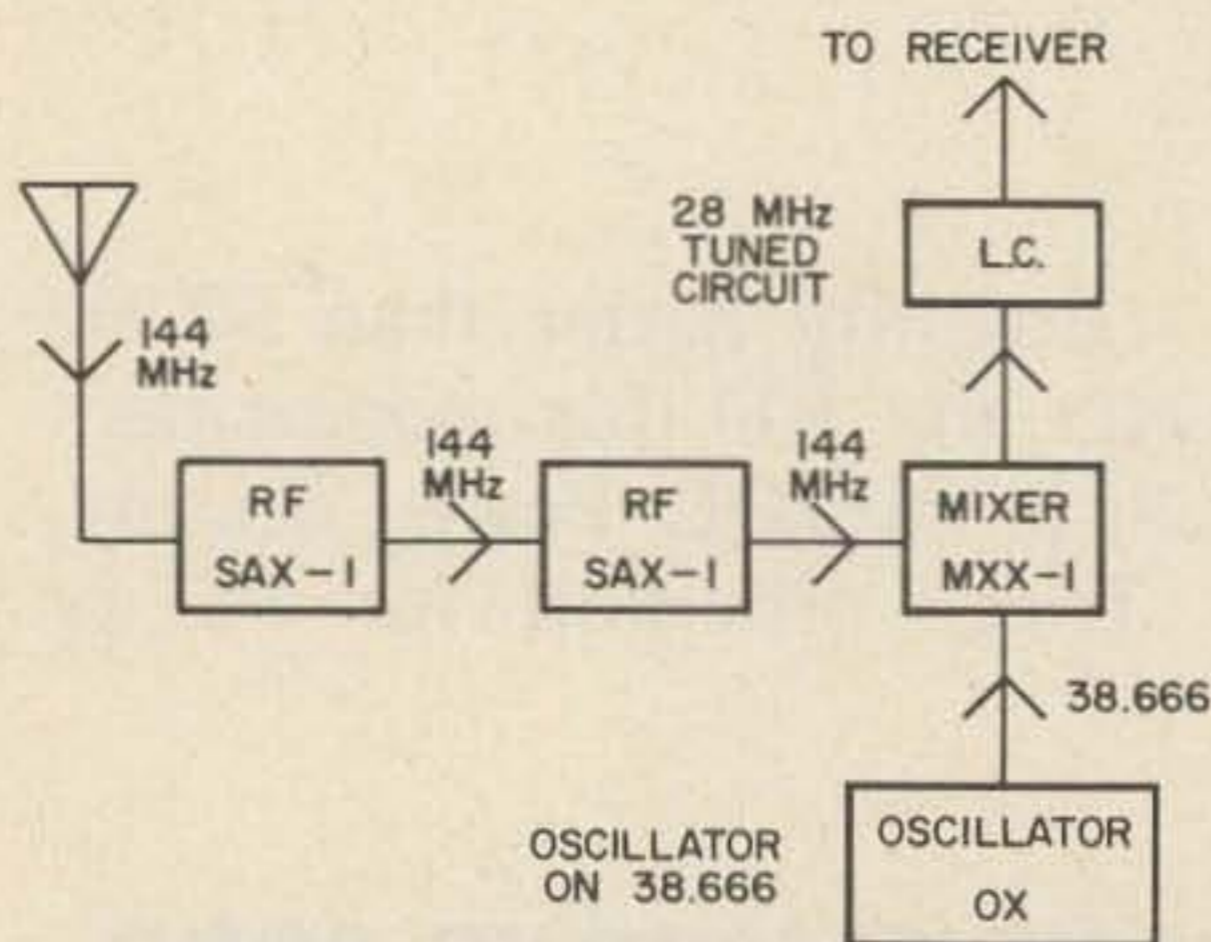 TO RECEIVER
28 MHz
TUNED
CIRCUIT
L.C.
144
MHz
144
MHz
144
MHz
RF
SAX-1
RF
SAX-1
MIXER
MXX-1
38.666
OSCILLATOR
ON 38.666
OSCILLATOR
OX